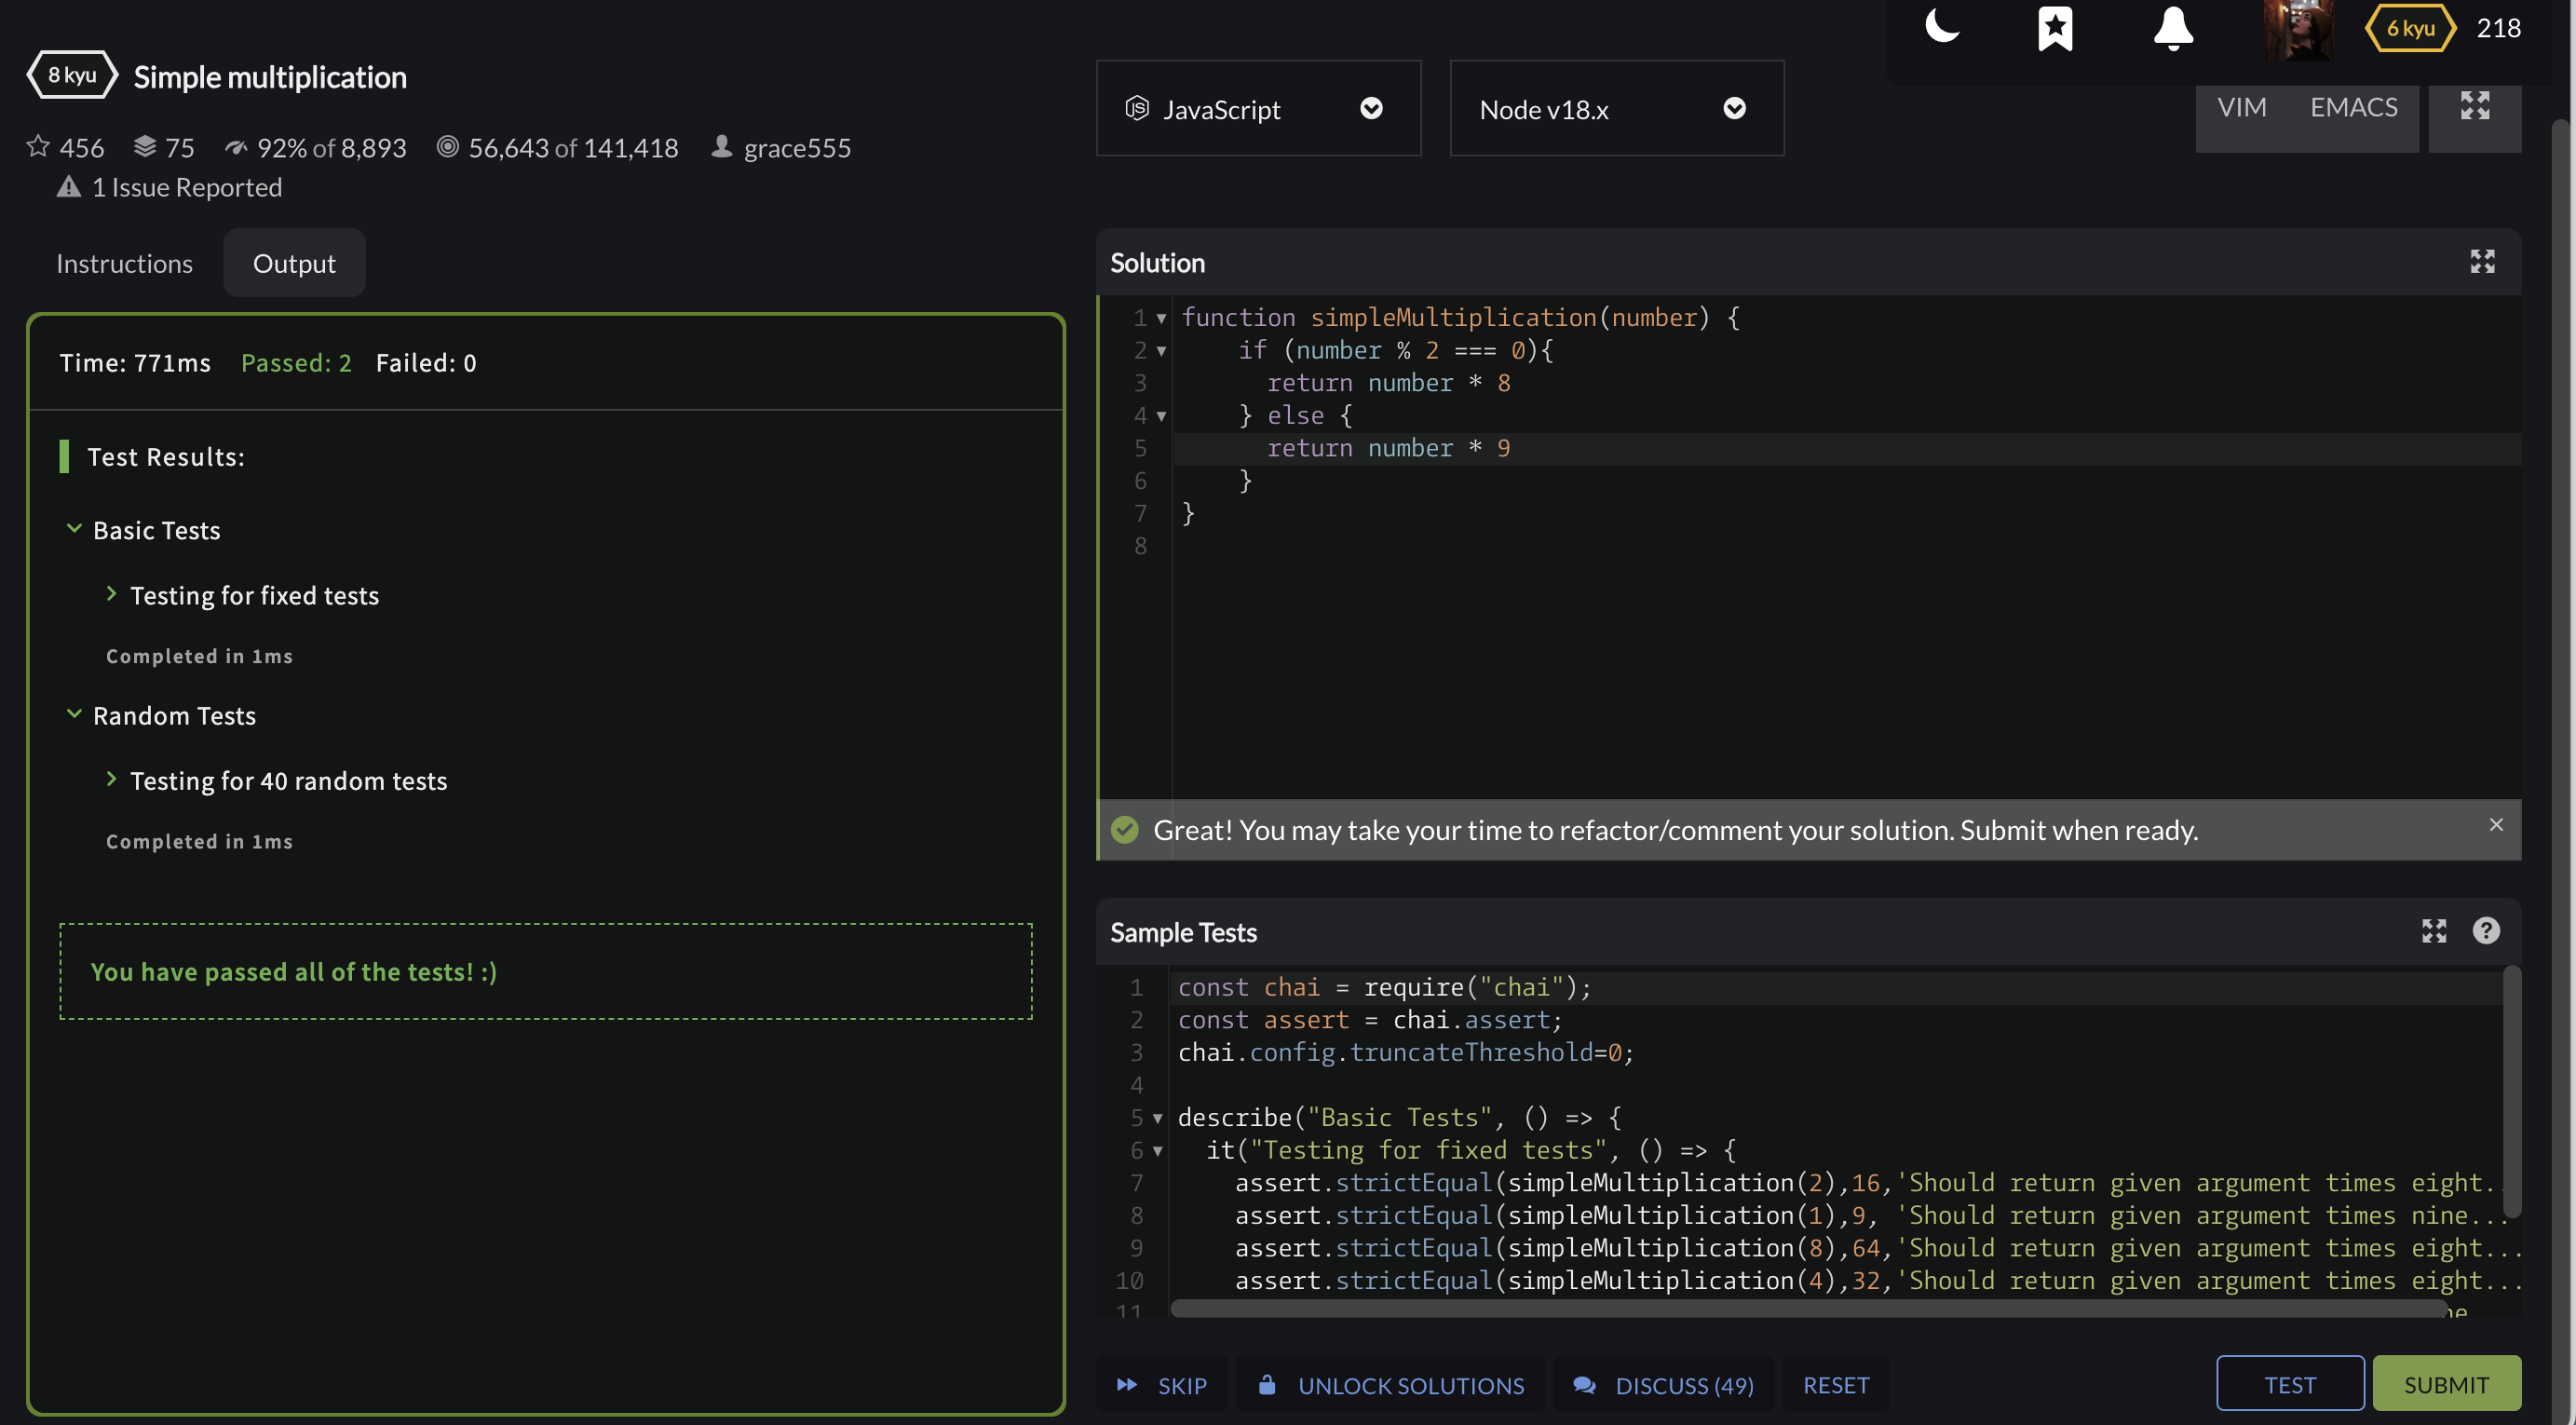 6 kyu 218
8 kyu Simple multiplication
456 75 92% of 8,893 56,643 of 141,418 grace555
1 Issue Reported
JavaScript Node v18.x VIM EMACS
Instructions Output
Time: 771ms Passed: 2 Failed: 0
Test Results:
Basic Tests
Testing for fixed tests
Completed in 1ms
Random Tests
Testing for 40 random tests
Completed in 1ms
You have passed all of the tests! :)
Solution
1 function simpleMultiplication(number) {
2     if (number % 2 === 0){
3       return number * 8
4     } else {
5       return number * 9
6     }
7 }
8
Great! You may take your time to refactor/comment your solution. Submit when ready.
Sample Tests
1 const chai = require("chai");
2 const assert = chai.assert;
3 chai.config.truncateThreshold=0;
4
5 describe("Basic Tests", () => {
6   it("Testing for fixed tests", () => {
7     assert.strictEqual(simpleMultiplication(2),16,'Should return given argument times eight..
8     assert.strictEqual(simpleMultiplication(1),9, 'Should return given argument times nine...
9     assert.strictEqual(simpleMultiplication(8),64,'Should return given argument times eight...
10     assert.strictEqual(simpleMultiplication(4),32,'Should return given argument times eight...
11
SKIP UNLOCK SOLUTIONS DISCUSS (49) RESET TEST SUBMIT